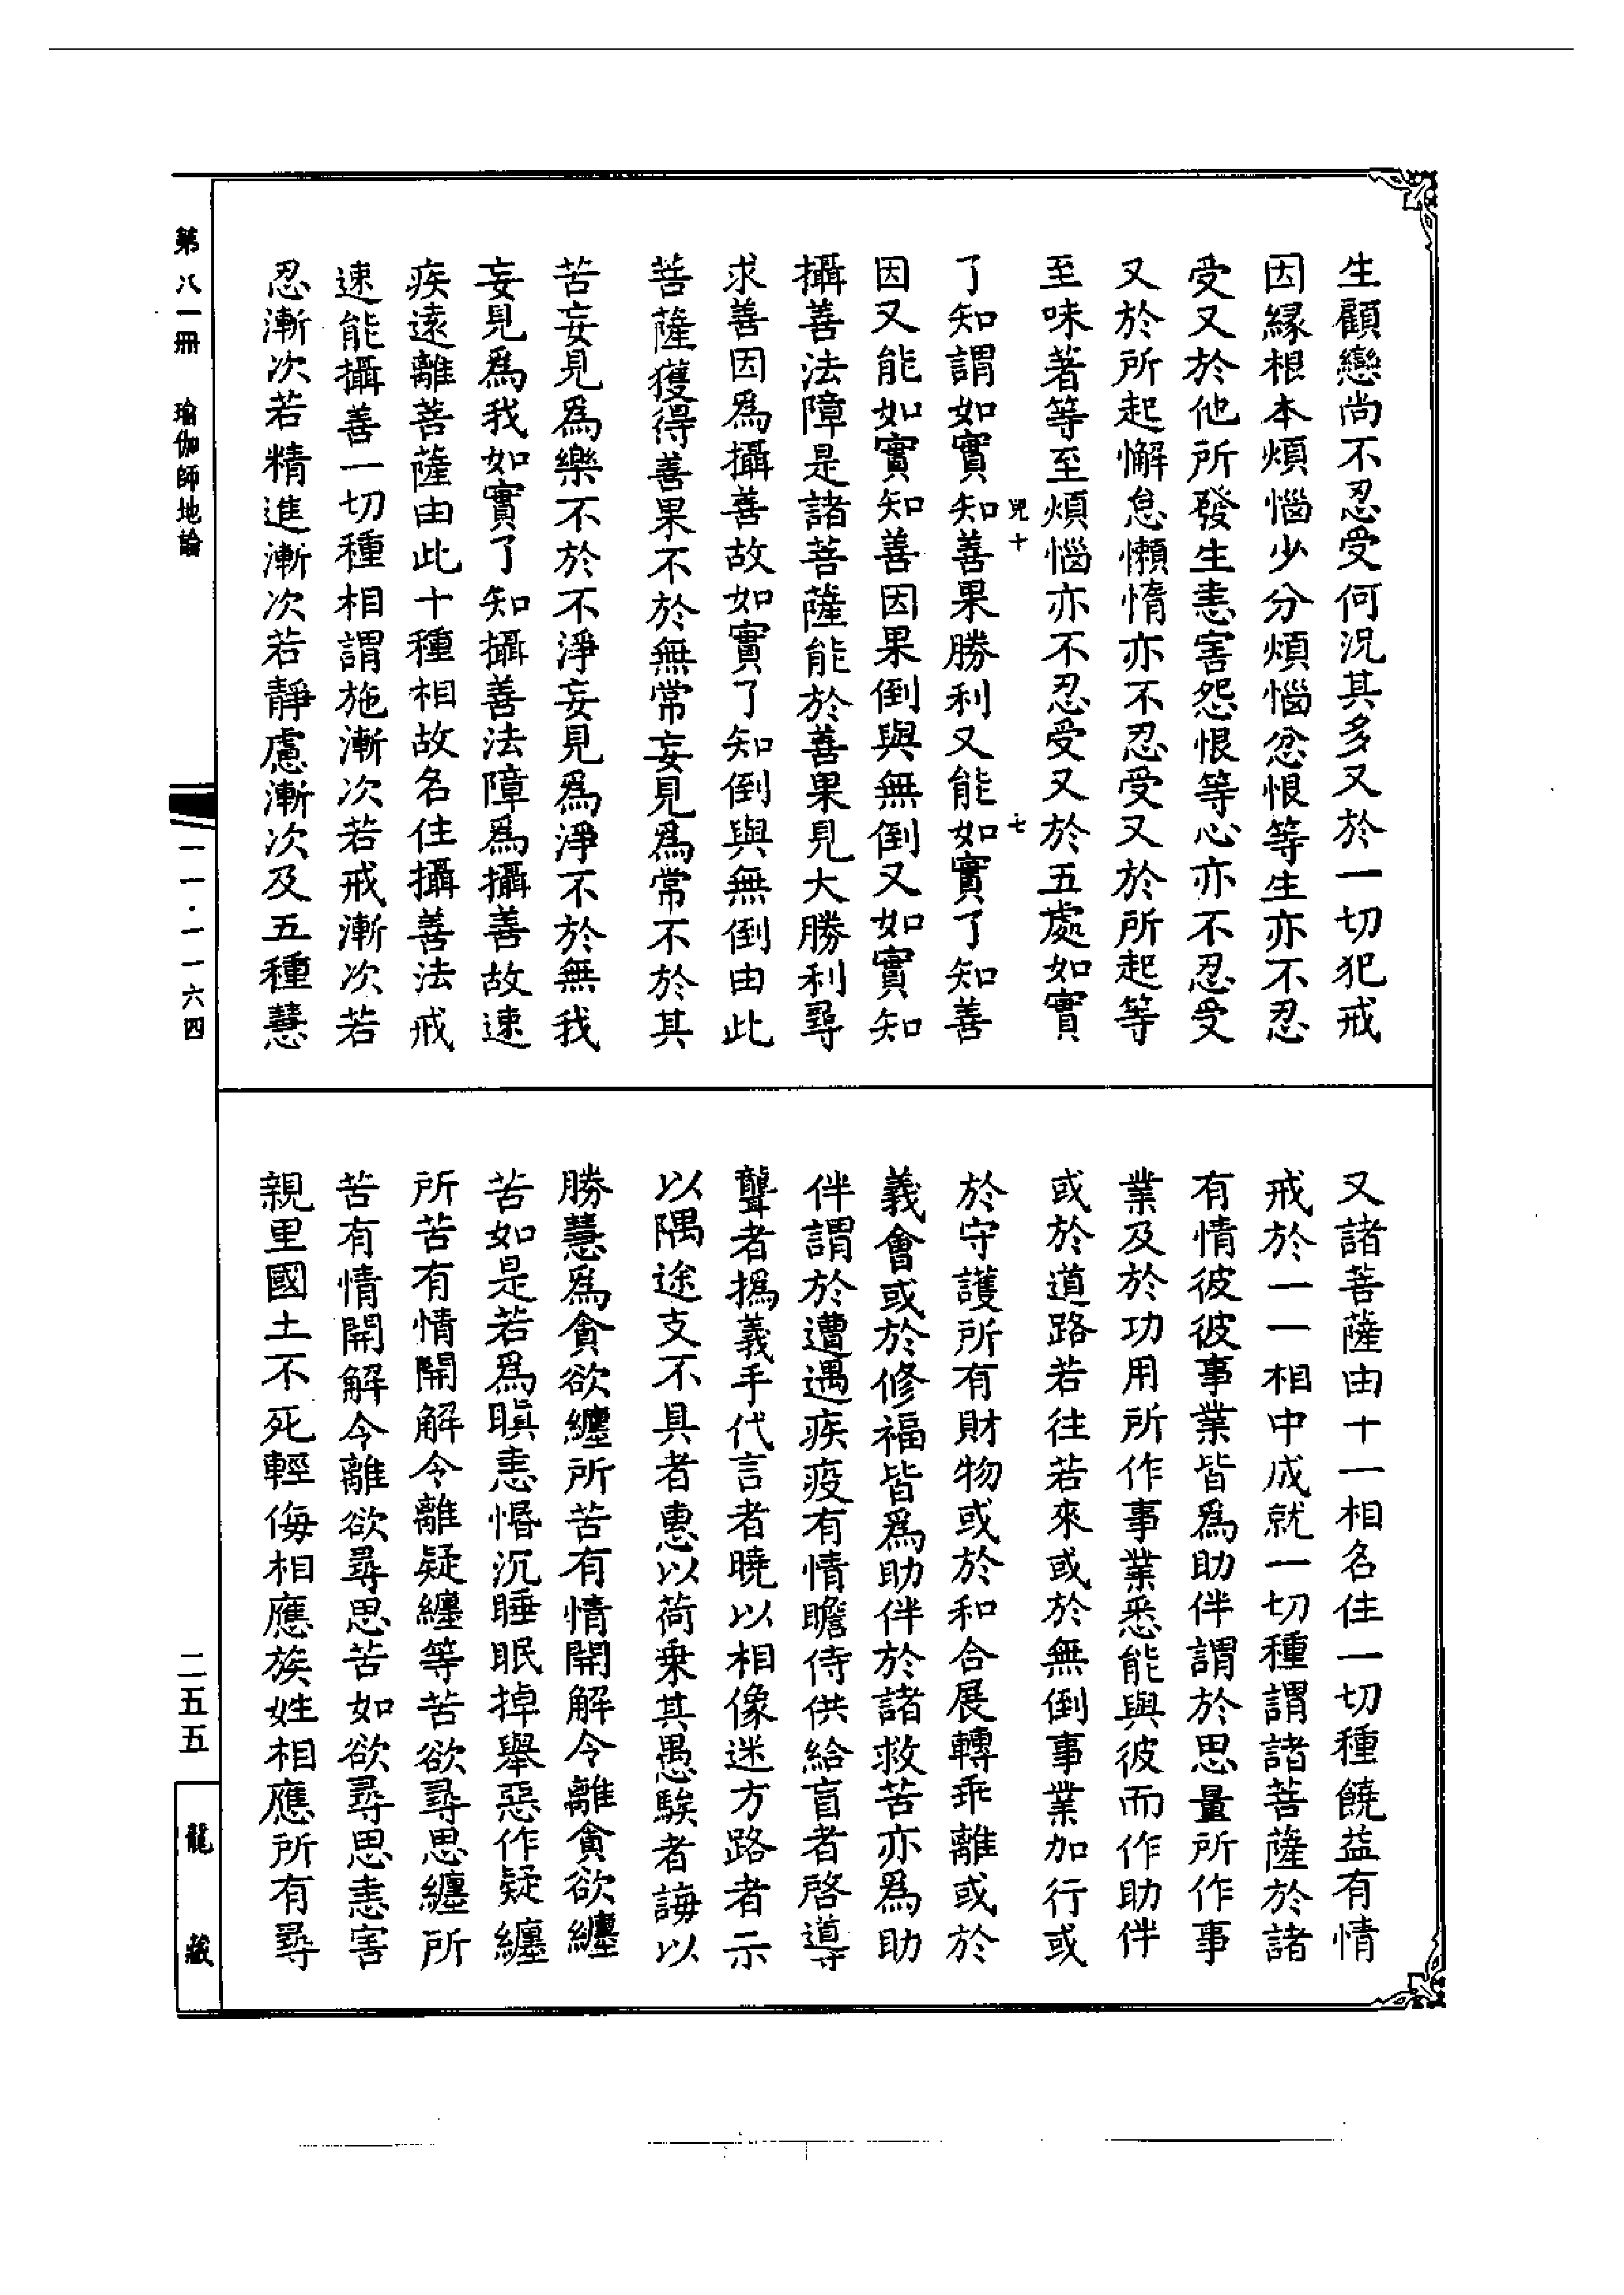 生顧戀尚不忍受何況其多又於一切犯戒
因緣根本煩惱少分煩惱忿恨等生亦不忍
受又於他所發生恚害怨恨等心亦不忍受
又於所起懈怠懶惰亦不忍受又於所起等
至味著等至煩惱亦不忍受又於五處如實
兒十
七
了知謂如實知善果勝利又能如實了知善
因又能如實知善因果倒與無倒又如實知
攝善法障是諸菩薩能於善果見大勝利尋
求善因為攝善故如實了知倒與無倒由此
菩薩獲得善果不於無常妄見為常不於其
苦妄見為樂不於不淨妄見為淨不於無我
妄見為我如實了知攝善法障為攝善故速
疾遠離菩薩由此十種相故名住攝善法戒
速能攝善一切種相謂施漸次若戒漸次若
忍漸次若精進漸次若靜慮漸次及五種慧
又諸菩薩由十一相名住一切種饒益有情
戒於一一相中成就一切種謂諸菩薩於諸
有情彼彼事業皆為助伴謂於思量所作事
業及於功用所作事業悉能與彼而作助伴
或於道路若往若來或於無倒事業加行或
於守護所有財物或於和合展轉乖離或於
義會或於修福皆為助伴於諸救苦亦為助
伴謂於遭遇疾疫有情瞻侍供給盲者啓導
聾者撝義手代言者曉以相像迷方路者示
以隅途支不具者惠以荷乗其愚騃者誨以
勝慧為貪欲纏所苦有情開解令離貪欲纏
苦如是若為瞋恚惛沉睡眠掉舉惡作疑纏
所苦有情開解令離疑纏等苦欲尋思纏所
苦有情開解令離欲尋思苦如欲尋思恚害
親里國土不死輕侮相應族姓相應所有尋
第八一冊 瑜伽師地論
一一·一一六四
二五五
龍藏